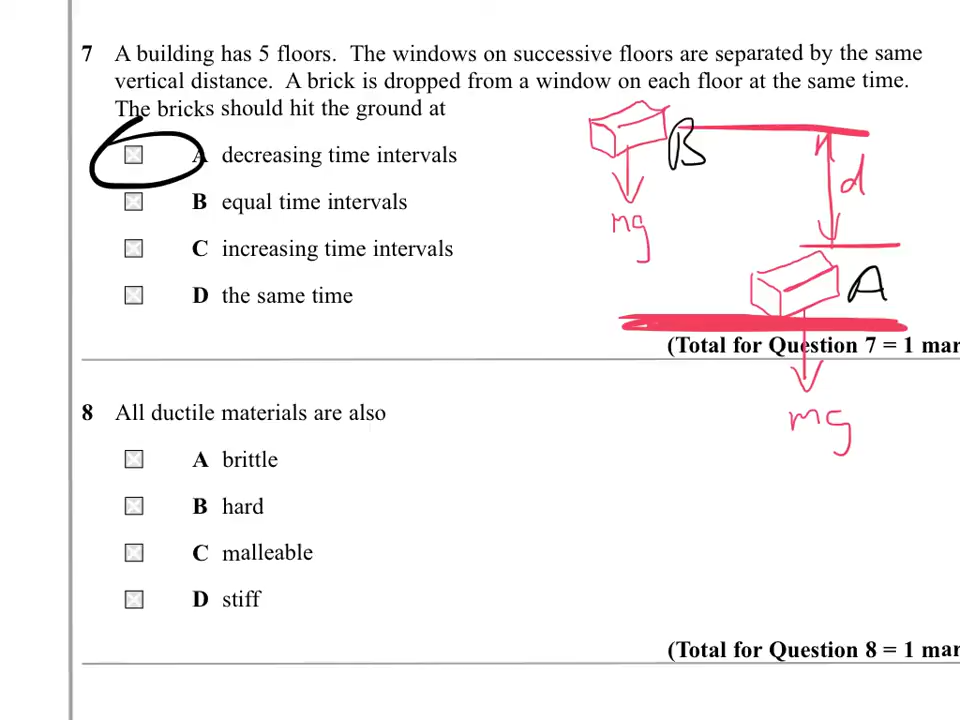 7 A building has 5 floors. The windows on successive floors are separated by the same
vertical distance. A brick is dropped from a window on each floor at the same time.
The bricks should hit the ground at
A decreasing time intervals
B equal time intervals
C increasing time intervals
D the same time
B
d
mg
A
(Total for Question 7 = 1 mar
mg
8 All ductile materials are also
A brittle
B hard
C malleable
D stiff
(Total for Question 8 = 1 mar